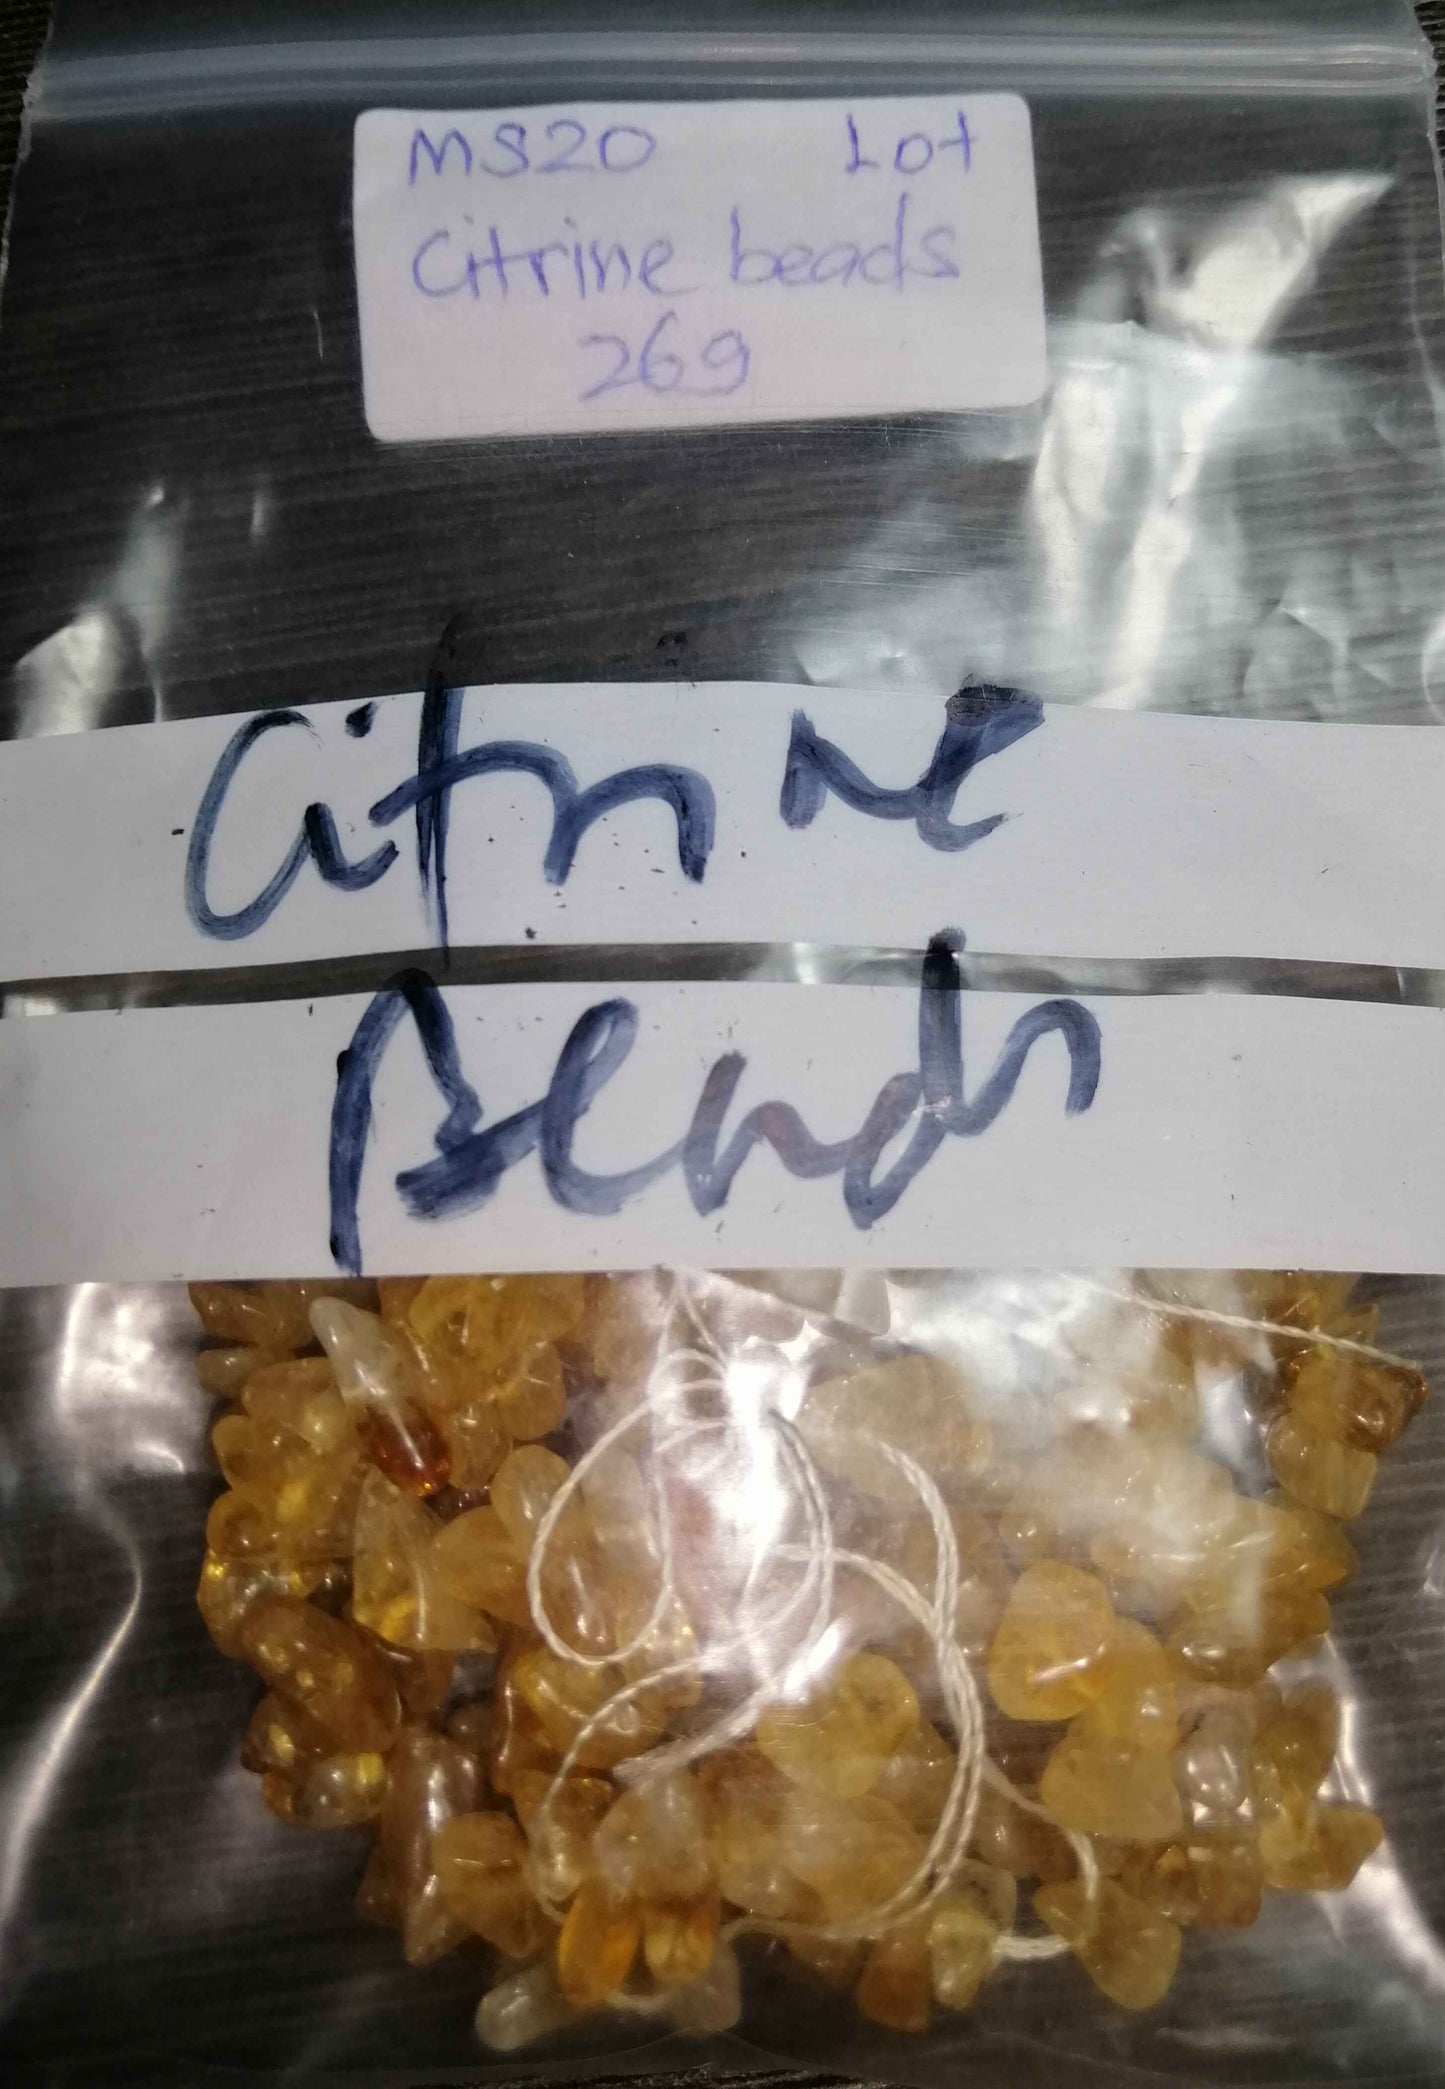 MS20 Lot
Citrine beads
26g
Citrine
Beads